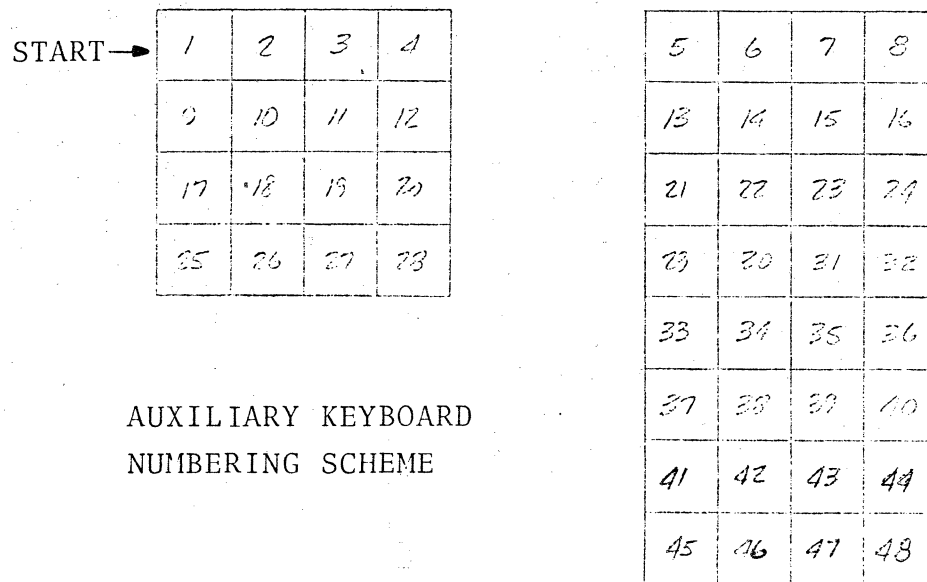 START→ 1 2 3 4 5 6 7 8
9 10 11 12 13 14 15 16
17 18 19 20 21 22 23 24
25 26 27 28 29 30 31 32
33 34 35 36
AUXILIARY KEYBOARD 37 38 39 40
NUMBERING SCHEME 41 42 43 44
45 46 47 48